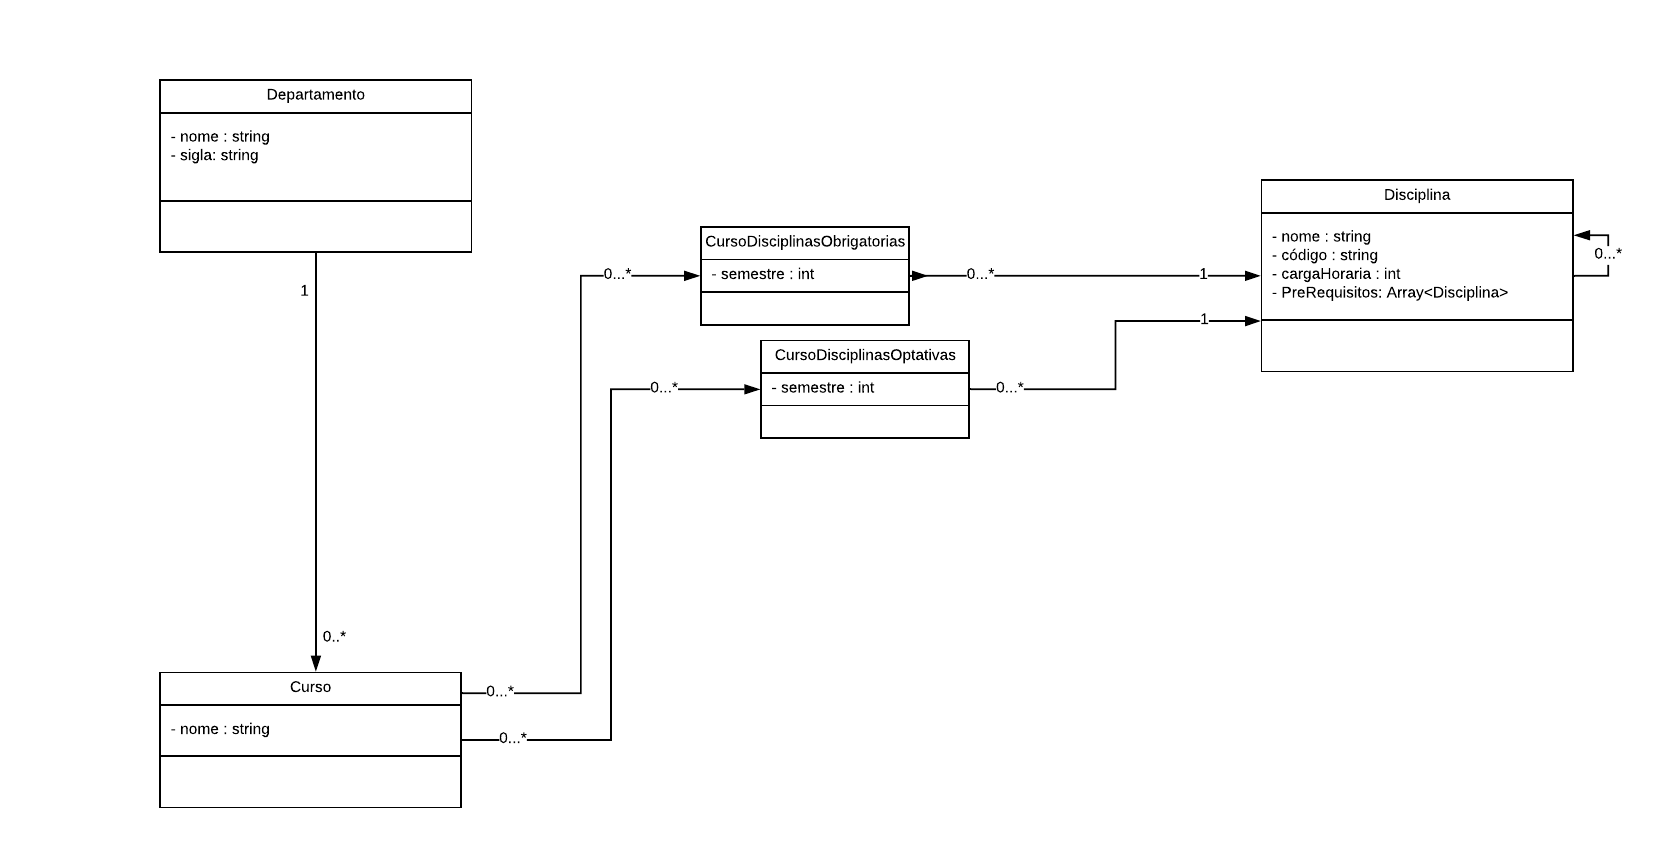 Departamento
- nome : string
- sigla: string
1
0..*
Curso
- nome : string
0...*
0...*
0...*
0...*
CursoDisciplinasObrigatorias
- semestre : int
0...*
1
CursoDisciplinasOptativas
- semestre : int
0...*
1
Disciplina
- nome : string
- código : string
- cargaHoraria : int
- PreRequisitos: Array<Disciplina>
0...*